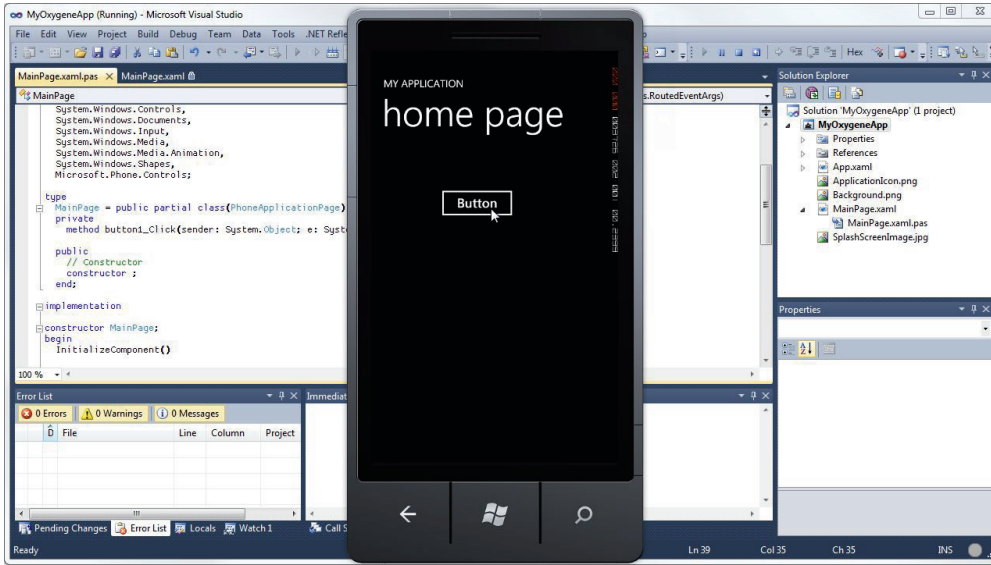 MyOxygeneApp (Running) - Microsoft Visual Studio
File Edit View Project Build Debug Team Data Tools .NET Refle
Hex
MainPage.xaml.pas MainPage.xaml
MainPage
s.RoutedEventArgs)
System.Windows.Controls,
System.Windows.Documents,
System.Windows.Input,
System.Windows.Media,
System.Windows.Media.Animation,
System.Windows.Shapes,
Microsoft.Phone.Controls;
type
MainPage = public partial class(PhoneApplicationPage)
private
method button1_Click(sender: System.Object; e: Syst
public
// Constructor
constructor ;
end;
implementation
constructor MainPage;
begin
InitializeComponent()
100 %
Error List
0 Errors 0 Warnings 0 Messages
File Line Column Project
Immediat
Pending Changes Error List Locals Watch 1 Call S
MY APPLICATION
home page
Button
Solution Explorer
Solution 'MyOxygeneApp' (1 project)
MyOxygeneApp
Properties
References
App.xaml
ApplicationIcon.png
Background.png
MainPage.xaml
MainPage.xaml.pas
SplashScreenImage.jpg
Properties
Ready Ln 39 Col 35 Ch 35 INS